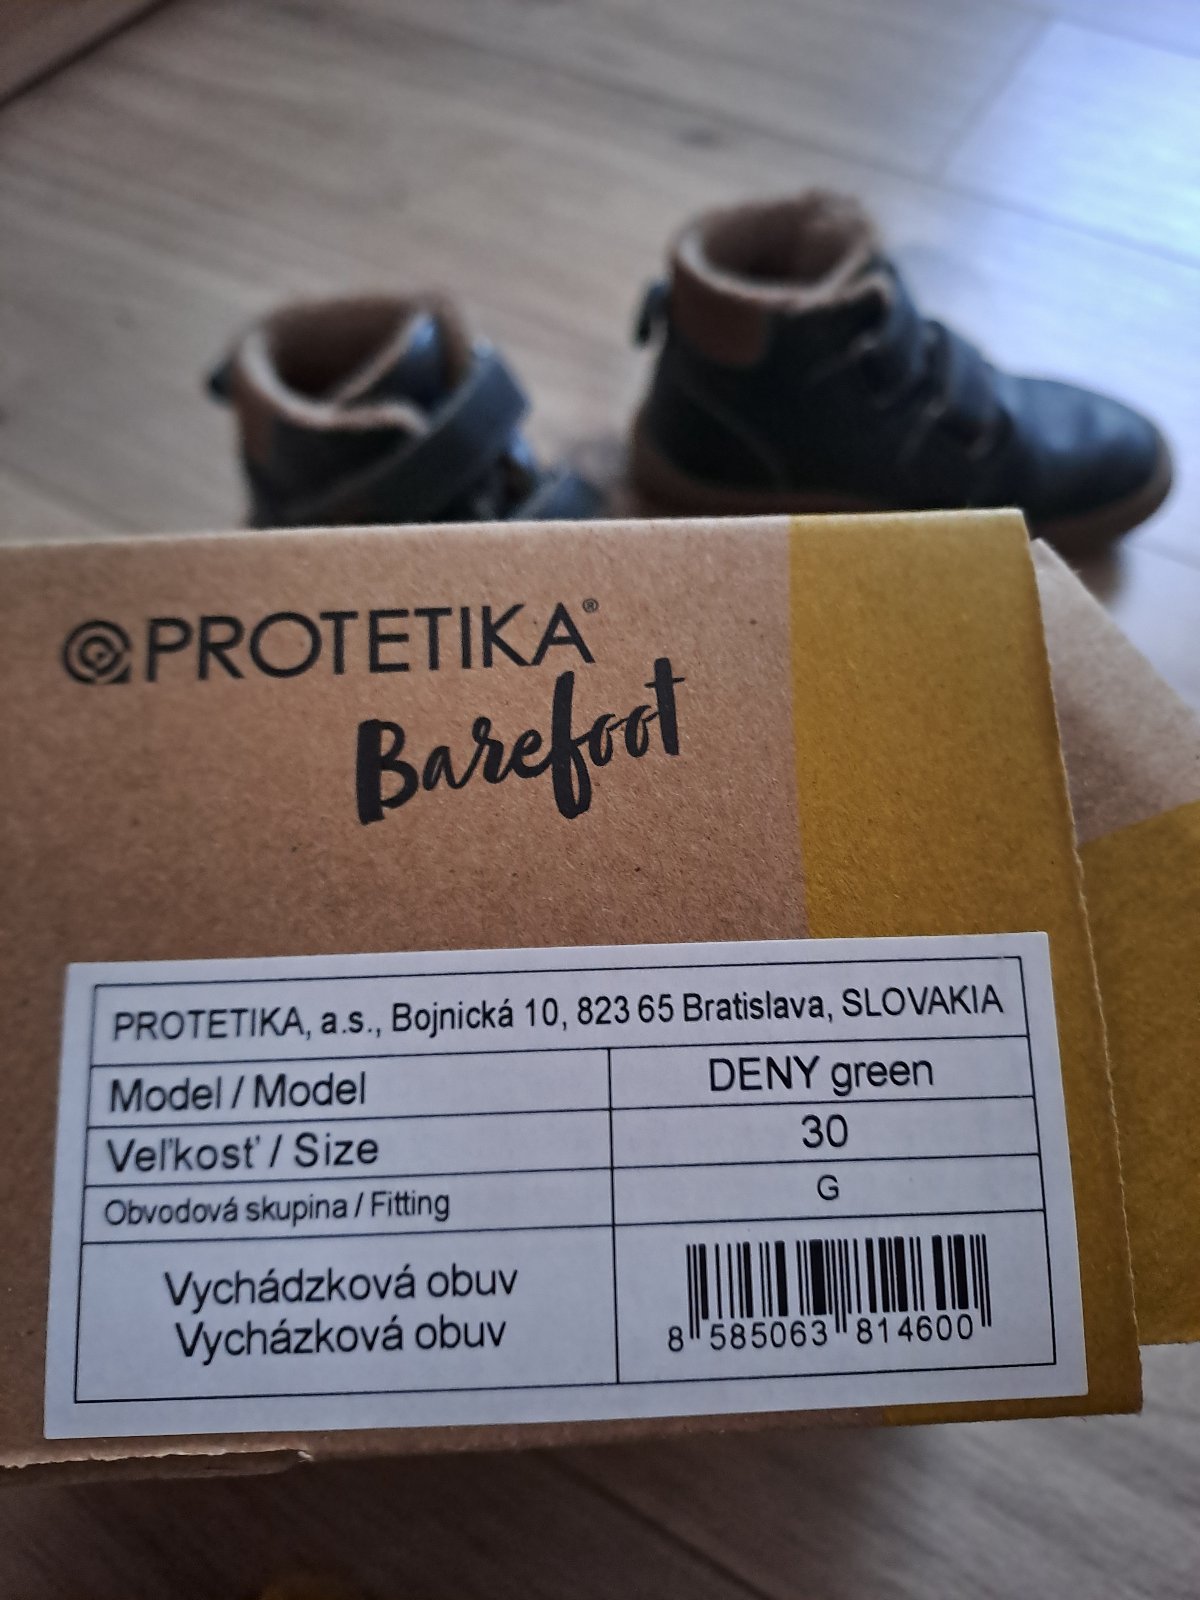 PROTETIKA®
Barefoot
PROTETIKA, a.s., Bojnická 10, 823 65 Bratislava, SLOVAKIA
Model / Model DENY green
Veľkosť / Size 30
Obvodová skupina / Fitting G
Vychádzková obuv
Vycházková obuv
8 585063 814600